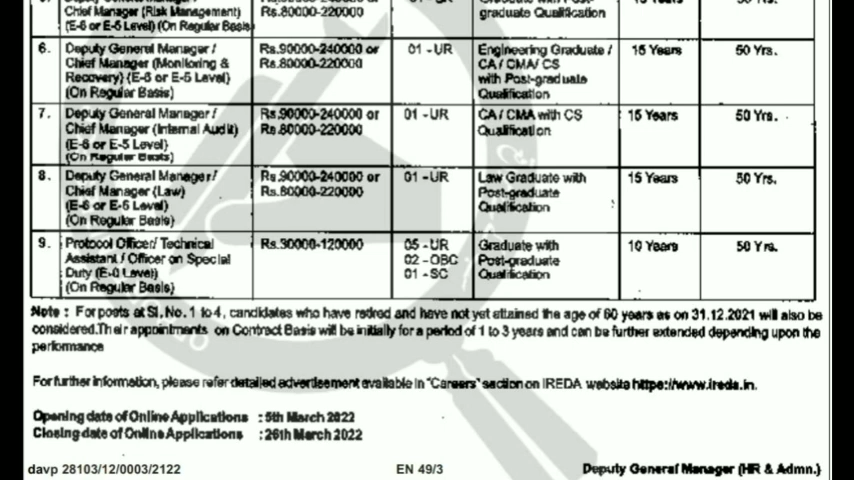 Chief Manager (Risk Management)
(E-6 or E-5 Level) (On Regular Basis)
Rs.80000-220000
graduate Qualification
6. Deputy General Manager / Rs.90000-240000 or 01 - UR Engineering Graduate / 15 Years 50 Yrs.
Chief Manager (Monitoring & Rs.80000-220000 CA / CMA/ CS
Recovery) (E-6 or E-5 Level) with Post-graduate
(On Regular Basis) Qualification
7. Deputy General Manager / Rs.90000-240000 or 01 - UR CA / CMA with CS 15 Years 50 Yrs.
Chief Manager (Internal Audit) Rs.80000-220000 Qualification
(E-6 or E-5 Level)
(On Regular Basis)
8. Deputy General Manager/ Rs.90000-240000 or 01 - UR Law Graduate with 15 Years 50 Yrs.
Chief Manager (Law) Rs.80000-220000 Post-graduate
(E-6 or E-5 Level) Qualification
(On Regular Basis)
9. Protocol Officer/ Technical Rs.30000-120000 05 - UR Graduate with 10 Years 50 Yrs.
Assistant / Officer on Special 02 - OBC Post-graduate
Duty (E-0 Level) 01 - SC Qualification
(On Regular Basis)
Note : For posts at Sl. No. 1 to 4, candidates who have retired and have not yet attained the age of 60 years as on 31.12.2021 will also be
considered.Their appointments on Contract Basis will be initially for a period of 1 to 3 years and can be further extended depending upon the
performance
For further information, please refer detailed advertisement available in "Careers" section on IREDA website https://www.ireda.in.
Opening date of Online Applications : 5th March 2022
Closing date of Online Applications : 26th March 2022
davp 28103/12/0003/2122 EN 49/3 Deputy General Manager (HR & Admn.)